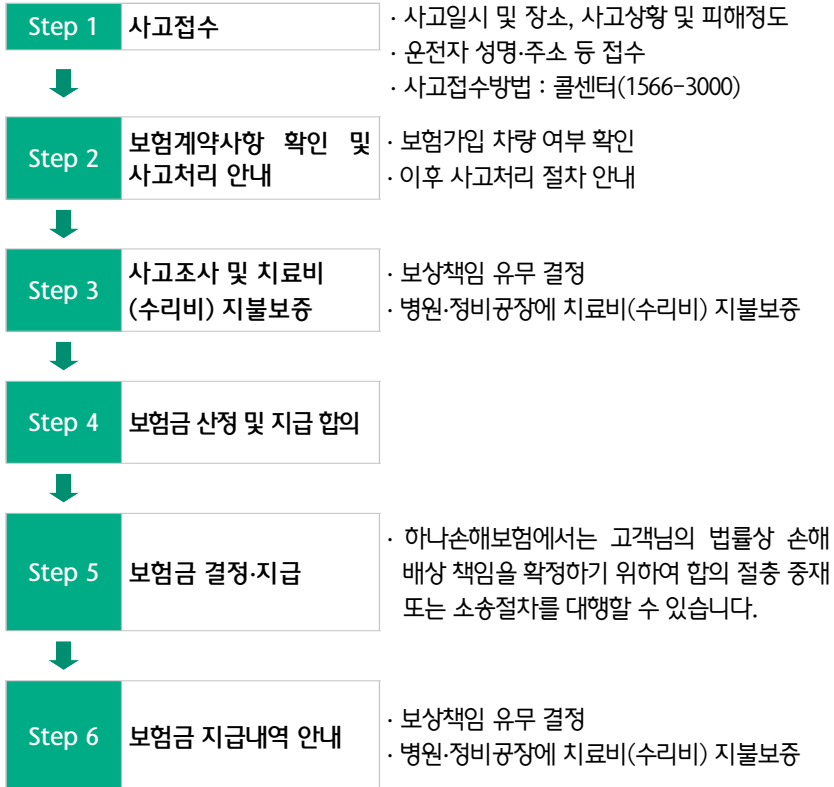 Step 1
사고접수
· 사고일시 및 장소, 사고상황 및 피해정도
· 운전자 성명·주소 등 접수
· 사고접수방법 : 콜센터(1566-3000)
Step 2
보험계약사항 확인 및
사고처리 안내
· 보험가입 차량 여부 확인
· 이후 사고처리 절차 안내
Step 3
사고조사 및 치료비
(수리비) 지불보증
· 보상책임 유무 결정
· 병원·정비공장에 치료비(수리비) 지불보증
Step 4
보험금 산정 및 지급 합의
Step 5
보험금 결정·지급
· 하나손해보험에서는 고객님의 법률상 손해
배상 책임을 확정하기 위하여 합의 절충 중재
또는 소송절차를 대행할 수 있습니다.
Step 6
보험금 지급내역 안내
· 보상책임 유무 결정
· 병원·정비공장에 치료비(수리비) 지불보증